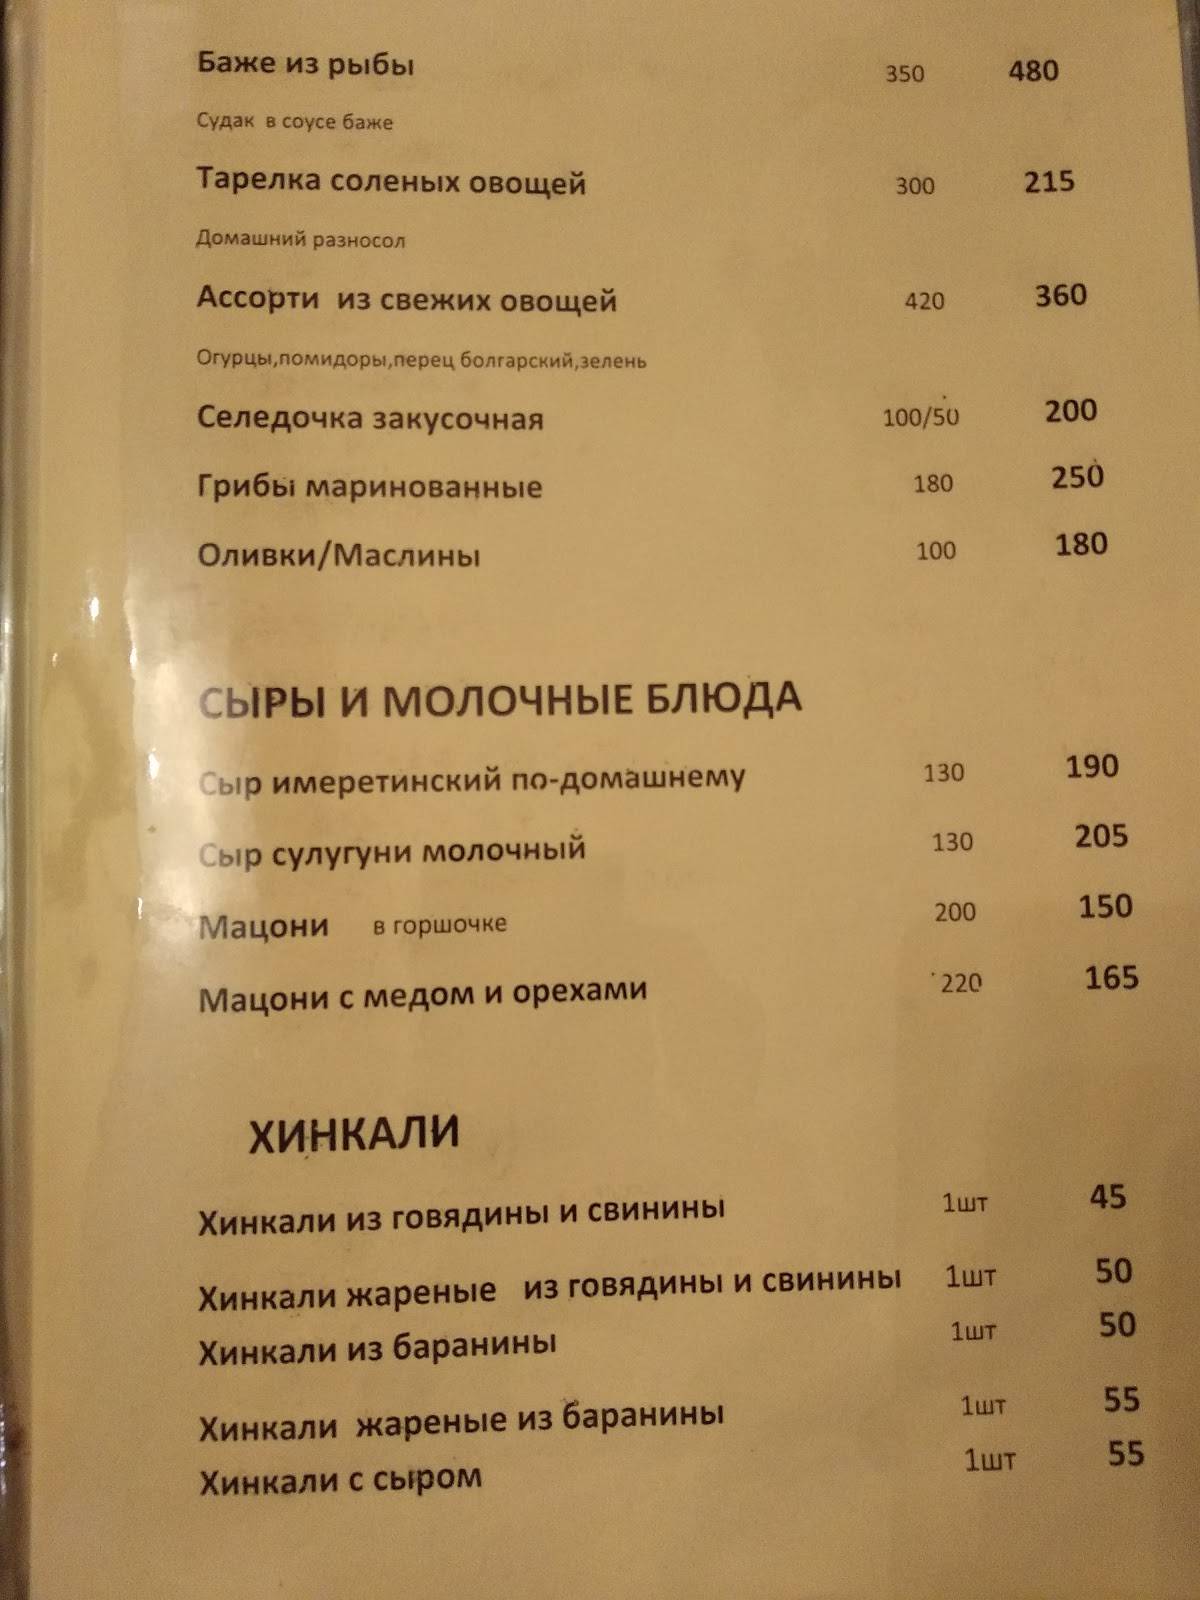 Баже из рыбы 350 480
Судак в соусе баже
Тарелка соленых овощей 300 215
Домашний разносол
Ассорти из свежих овощей 420 360
Огурцы,помидоры,перец болгарский,зелень
Селедочка закусочная 100/50 200
Грибы маринованные 180 250
Оливки/Маслины 100 180
СЫРЫ И МОЛОЧНЫЕ БЛЮДА
Сыр имеретинский по-домашнему 130 190
Сыр сулугуни молочный 130 205
Мацони в горшочке 200 150
Мацони с медом и орехами 220 165
ХИНКАЛИ
Хинкали из говядины и свинины 1шт 45
Хинкали жареные из говядины и свинины 1шт 50
Хинкали из баранины 1шт 50
Хинкали жареные из баранины 1шт 55
Хинкали с сыром 1шт 55